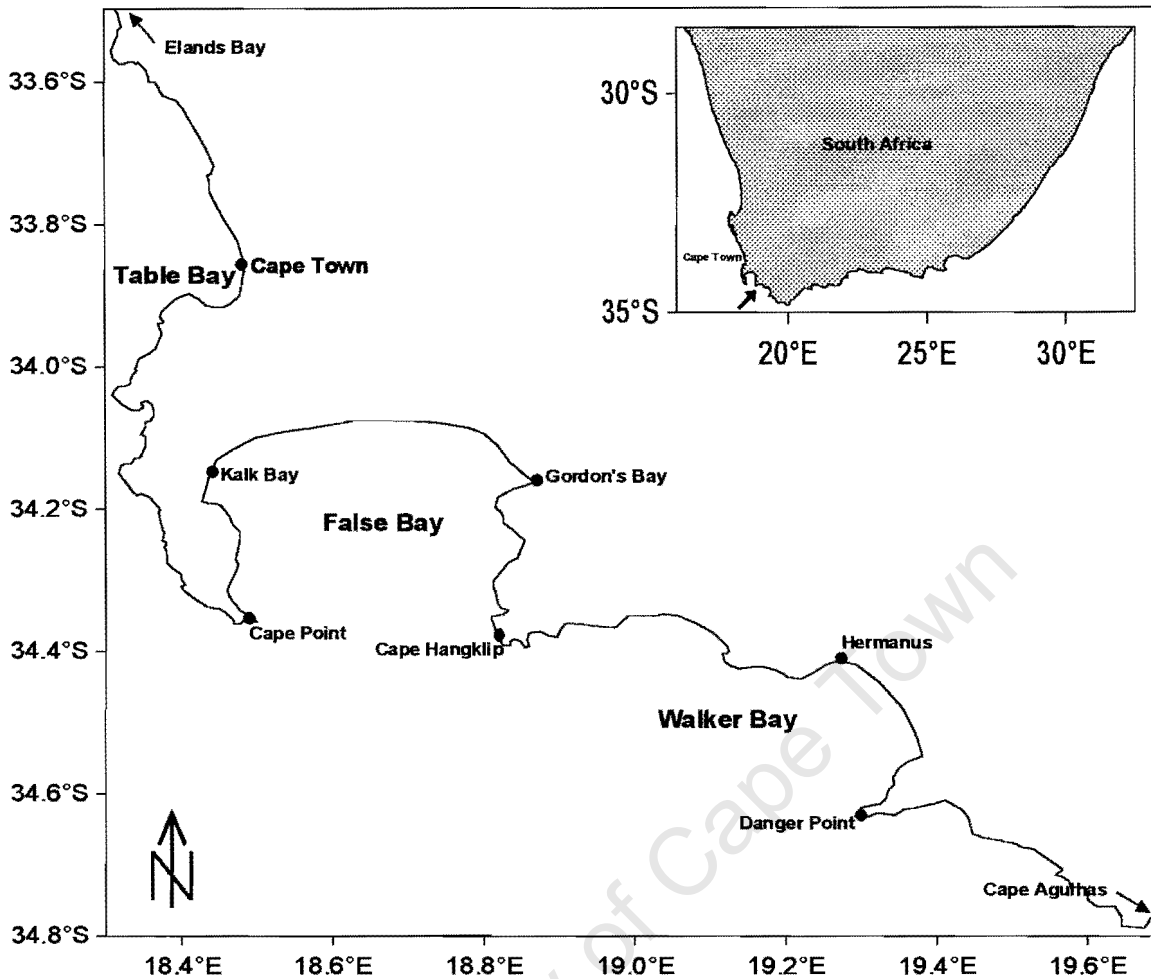 Elands Bay
33.6°S
33.8°S
Table Bay
Cape Town
34.0°S
Kalk Bay
Gordon's Bay
34.2°S
False Bay
Cape Point
Cape Hangklip
34.4°S
Hermanus
Walker Bay
34.6°S
Danger Point
N
Cape Agulhas
34.8°S
18.4°E
18.6°E
18.8°E
19.0°E
19.2°E
19.4°E
19.6°E
30°S
South Africa
Cape Town
35°S
20°E
25°E
30°E
of Cape Town